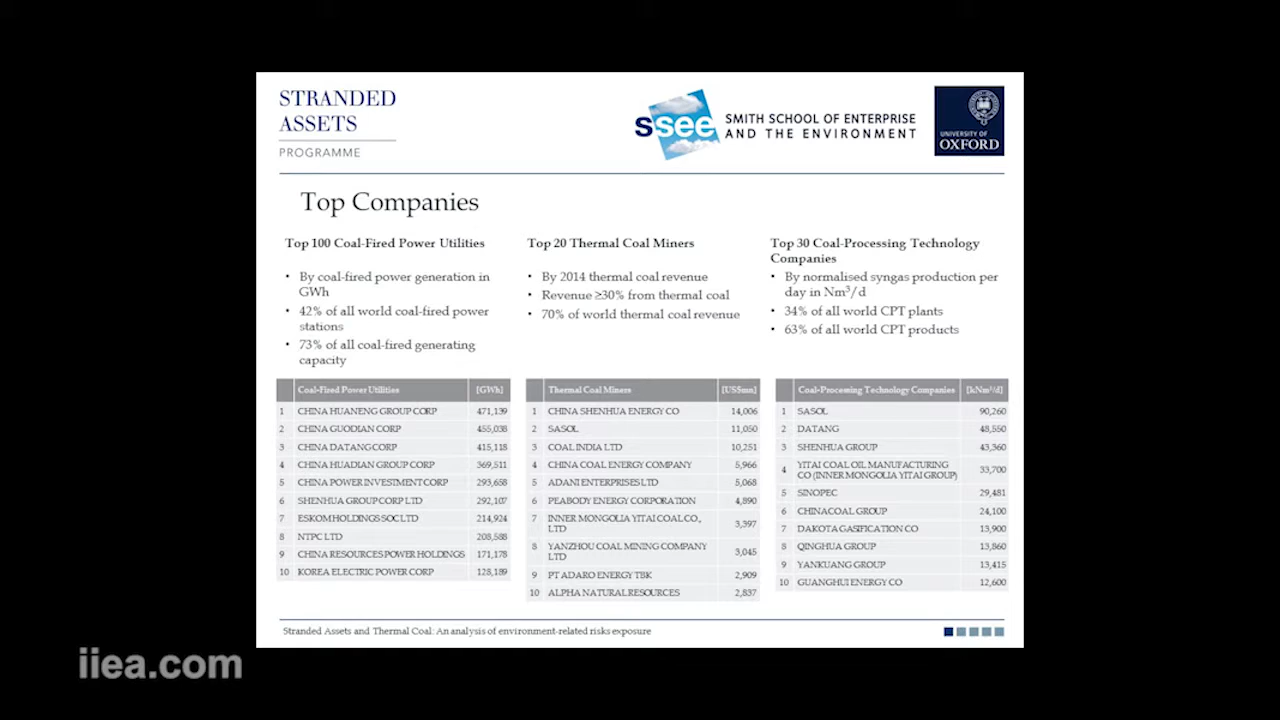 STRANDED
ASSETS
PROGRAMME
ssee
SMITH SCHOOL OF ENTERPRISE
AND THE ENVIRONMENT
UNIVERSITY OF
OXFORD
Top Companies
Top 100 Coal-Fired Power Utilities
• By coal-fired power generation in
GWh
• 42% of all world coal-fired power
stations
• 73% of all coal-fired generating
capacity
Top 20 Thermal Coal Miners
• By 2014 thermal coal revenue
• Revenue ≥30% from thermal coal
• 70% of world thermal coal revenue
Top 30 Coal-Processing Technology
Companies
• By normalised syngas production per
day in Nm³/d
• 34% of all world CPT plants
• 63% of all world CPT products
Coal-Fired Power Utilities [GWh]
1 CHINA HUANENG GROUP CORP 471,139
2 CHINA GUODIAN CORP 455,038
3 CHINA DATANG CORP 415,118
4 CHINA HUADIAN GROUP CORP 369,511
5 CHINA POWER INVESTMENT CORP 293,658
6 SHENHUA GROUP CORP LTD 292,107
7 ESKOM HOLDINGS SOC LTD 214,924
8 NTPC LTD 208,588
9 CHINA RESOURCES POWER HOLDINGS 171,178
10 KOREA ELECTRIC POWER CORP 128,189
Thermal Coal Miners [US$mn]
1 CHINA SHENHUA ENERGY CO 14,006
2 SASOL 11,050
3 COAL INDIA LTD 10,251
4 CHINA COAL ENERGY COMPANY 5,966
5 ADANI ENTERPRISES LTD 5,068
6 PEABODY ENERGY CORPORATION 4,890
7 INNER MONGOLIA YITAI COAL CO.,
LTD 3,397
8 YANZHOU COAL MINING COMPANY
LTD 3,045
9 PT ADARO ENERGY TBK 2,909
10 ALPHA NATURAL RESOURCES 2,837
Coal-Processing Technology Companies [kNm³/d]
1 SASOL 90,260
2 DATANG 48,550
3 SHENHUA GROUP 43,360
4 YITAI COAL OIL MANUFACTURING
CO (INNER MONGOLIA YITAI GROUP) 33,700
5 SINOPEC 29,481
6 CHINACOAL GROUP 24,100
7 DAKOTA GASIFICATION CO 13,900
8 QINGHUA GROUP 13,860
9 YANKUANG GROUP 13,415
10 GUANGHUI ENERGY CO 12,600
Stranded Assets and Thermal Coal: An analysis of environment-related risks exposure
iiea.com